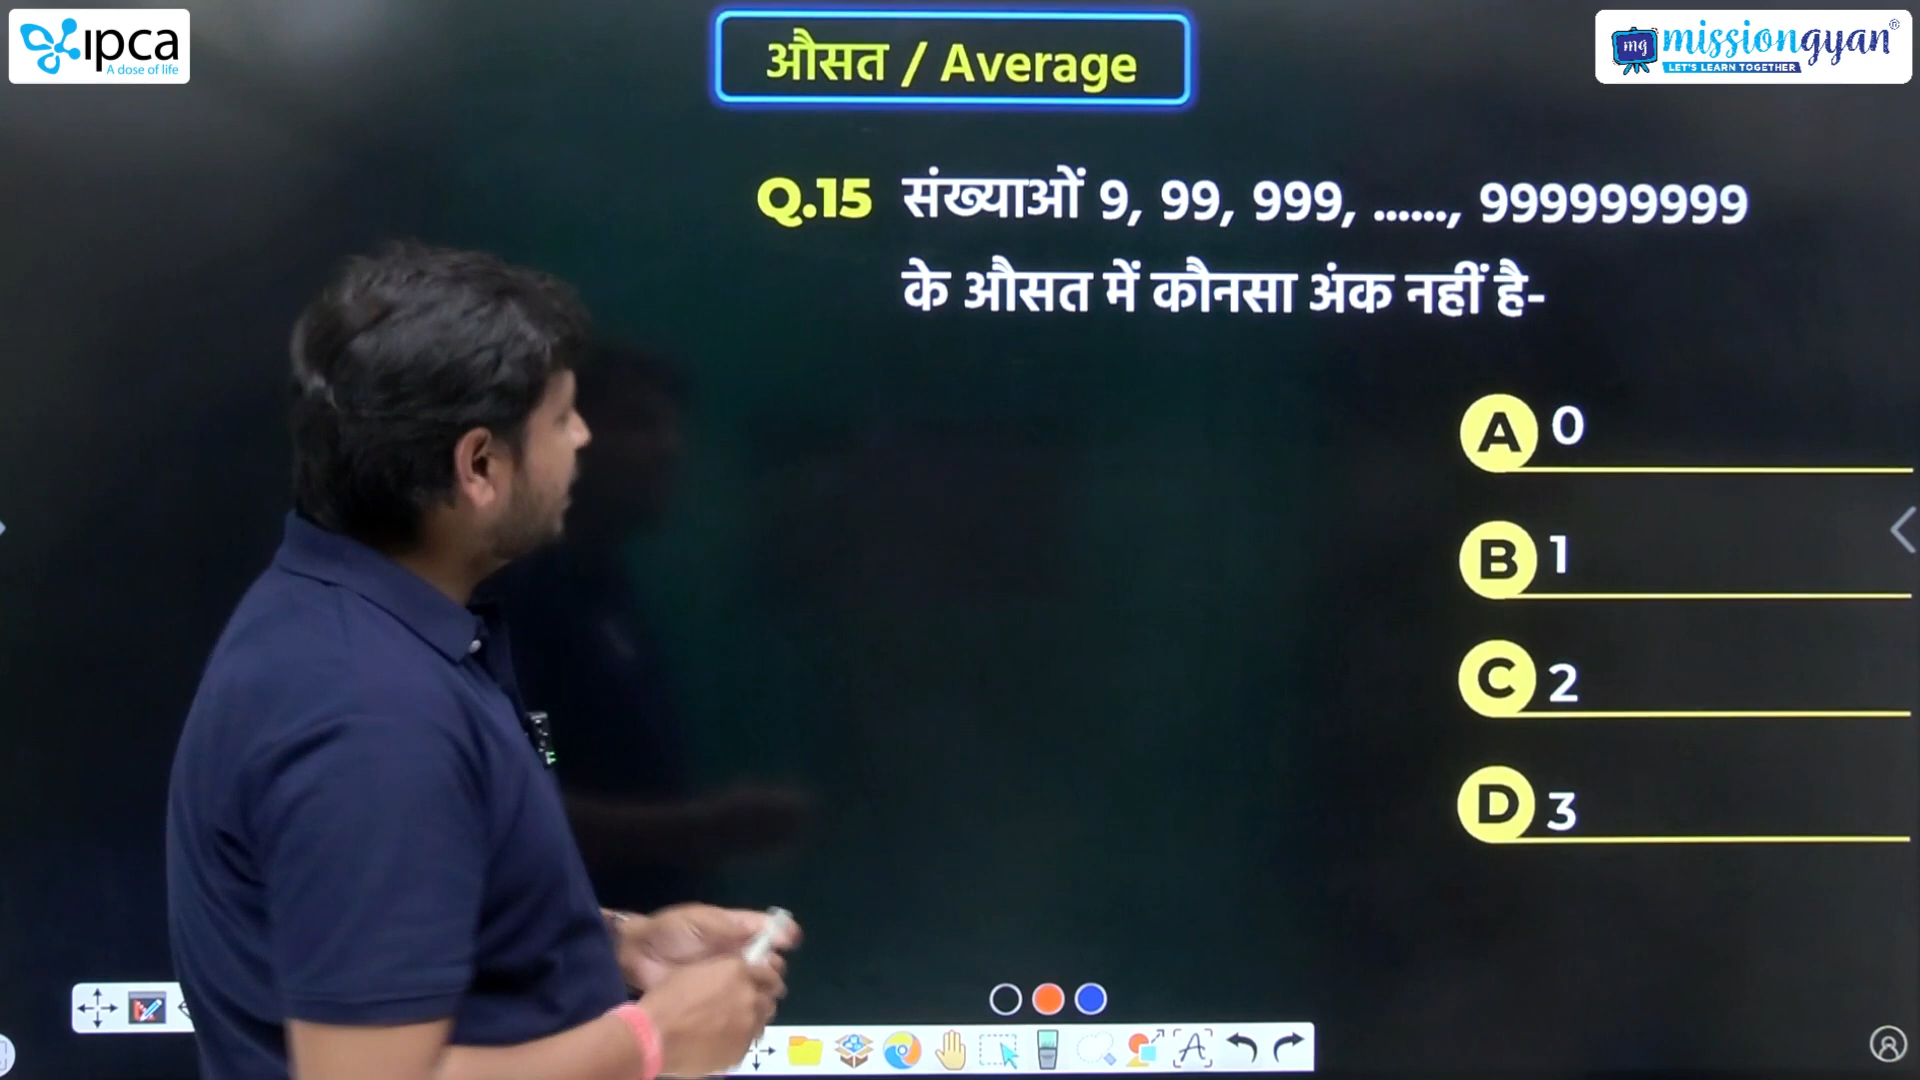 ipca
A dose of life
औसत / Average
mg
missiongyan®
LET'S LEARN TOGETHER
Q.15 संख्याओं 9, 99, 999, ......, 999999999
के औसत में कौनसा अंक नहीं है-
A 0
B 1
C 2
D 3